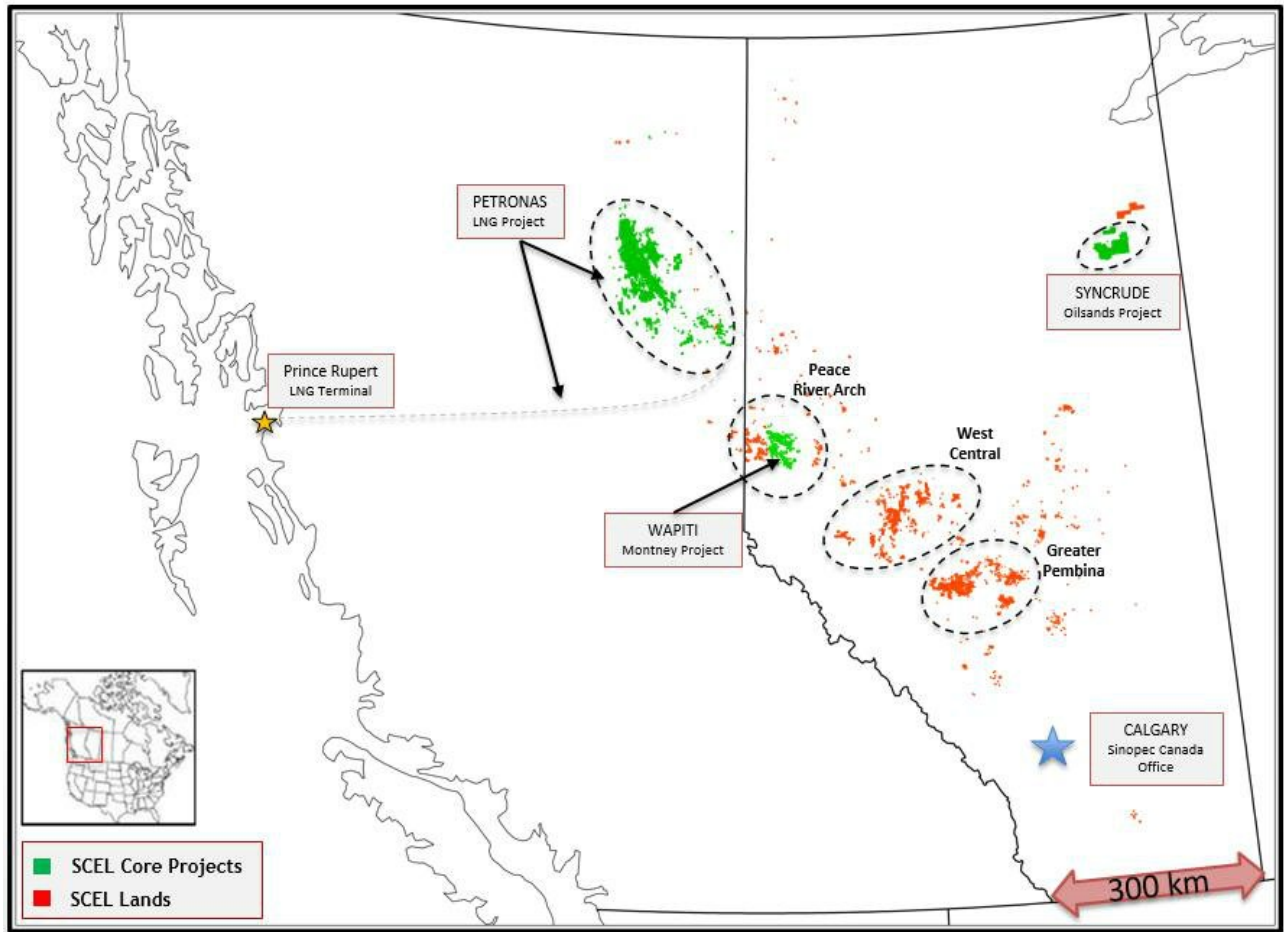 PETRONAS
LNG Project
SYNCRUDE
Oilsands Project
Prince Rupert
LNG Terminal
Peace
River Arch
West
Central
WAPITI
Montney Project
Greater
Pembina
CALGARY
Sinopec Canada
Office
SCEL Core Projects
SCEL Lands
300 km